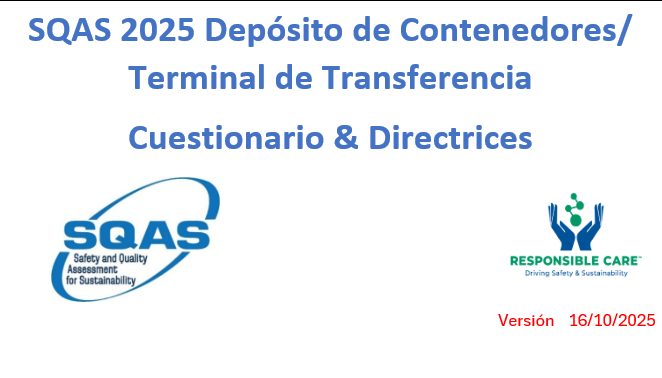 SQAS 2025 Depósito de Contenedores/
Terminal de Transferencia
Cuestionario & Directrices
SQAS
Safety and Quality
Assessment
for Sustainability
RESPONSIBLE CARE™
Driving Safety & Sustainability
Versión 16/10/2025